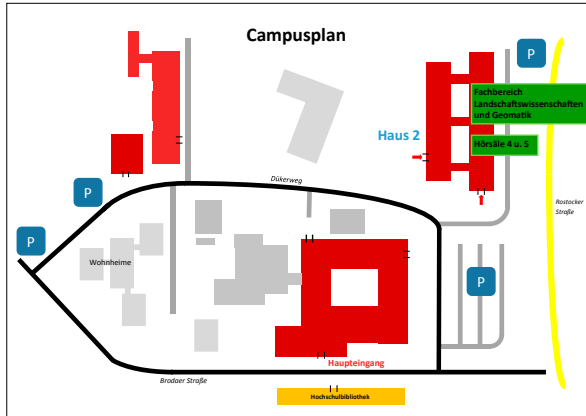 Campusplan
P
Fachbereich
Landschaftswissenschaften
und Geomatik
Haus 2
Hörsäle 4 u. 5
Dükerweg
P
Rostocker
Straße
P
Wohnheime
P
Haupteingang
Brodaer Straße
Hochschulbibliothek